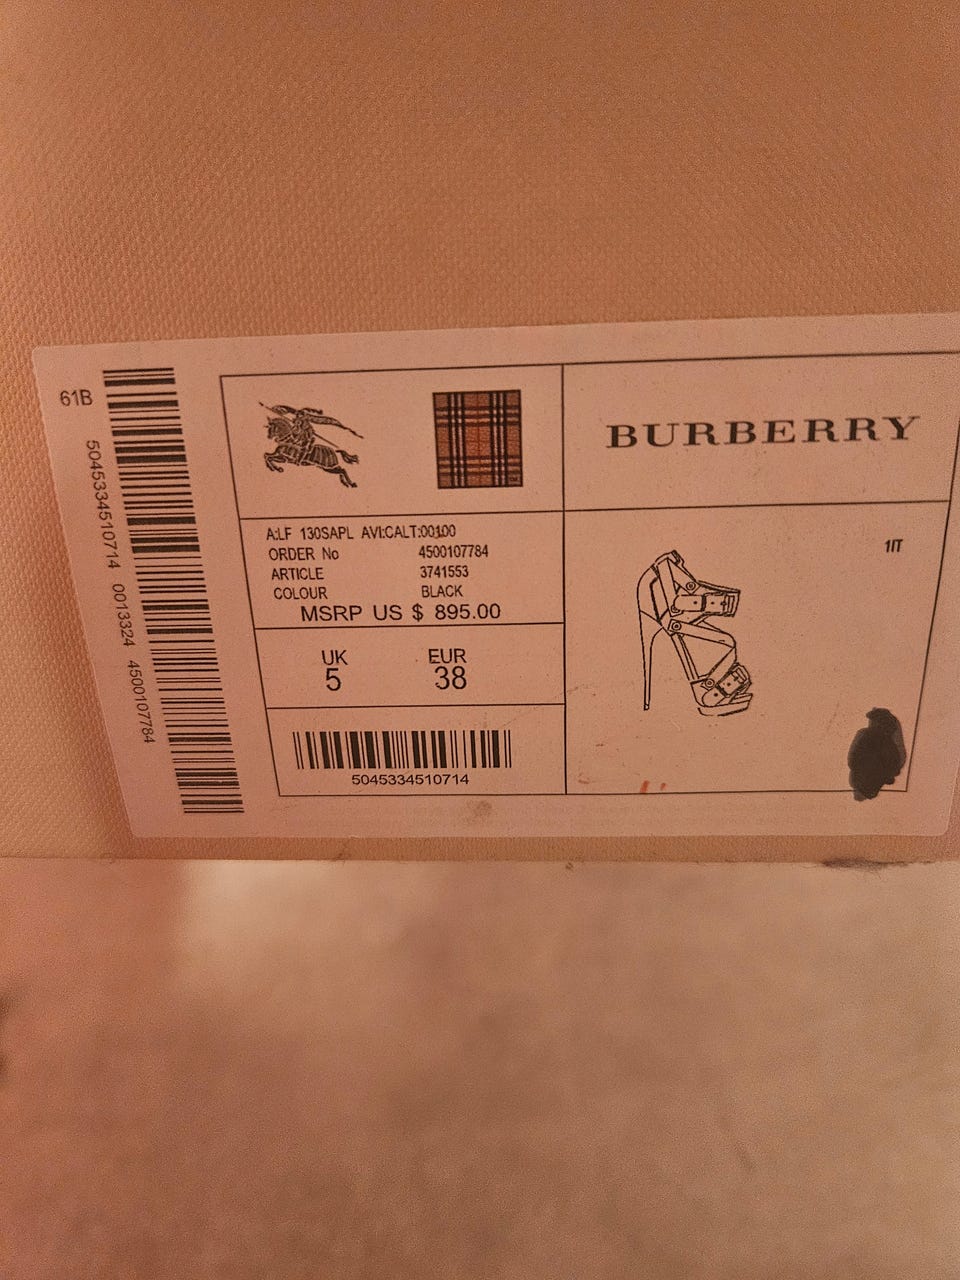 61B
5045334510714 0013324 4500107784
BURBERRY
A:LF 130SAPL AVI:CALT:00100
ORDER No 4500107784
ARTICLE 3741553
COLOUR BLACK
MSRP US $ 895.00
UK EUR
5 38
5045334510714
1IT